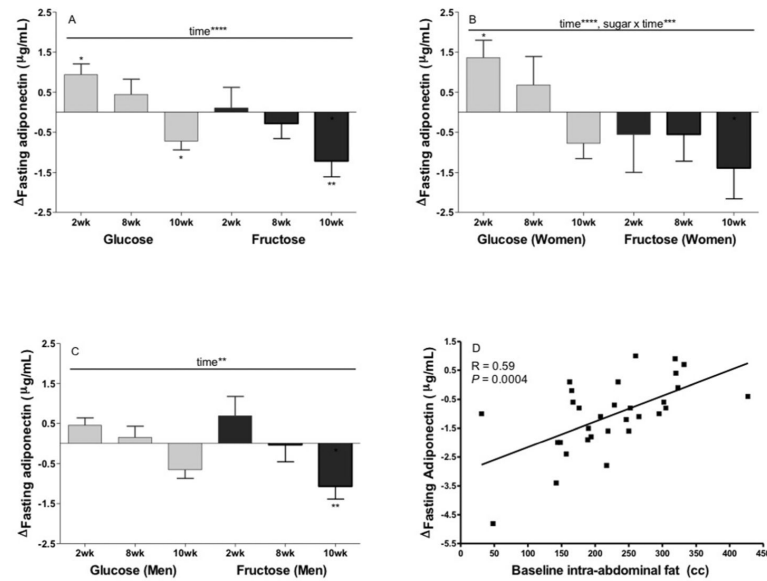 A
time****
ΔFasting adiponectin (μg/mL)
2.5
1.5
0.5
-0.5
-1.5
-2.5
*
*
*
**
2wk 8wk 10wk 2wk 8wk 10wk
Glucose Fructose
B
time****, sugar x time***
ΔFasting adiponectin (μg/mL)
2.5
1.5
0.5
-0.5
-1.5
-2.5
*
*
2wk 8wk 10wk 2wk 8wk 10wk
Glucose (Women) Fructose (Women)
C
time**
ΔFasting adiponectin (μg/mL)
2.5
1.5
0.5
-0.5
-1.5
-2.5
*
**
2wk 8wk 10wk 2wk 8wk 10wk
Glucose (Men) Fructose (Men)
D
R = 0.59
P = 0.0004
ΔFasting Adiponectin (μg/mL)
1.5
0.5
-0.5
-1.5
-2.5
-3.5
-4.5
-5.5
0 50 100 150 200 250 300 350 400 450
Baseline intra-abdominal fat (cc)